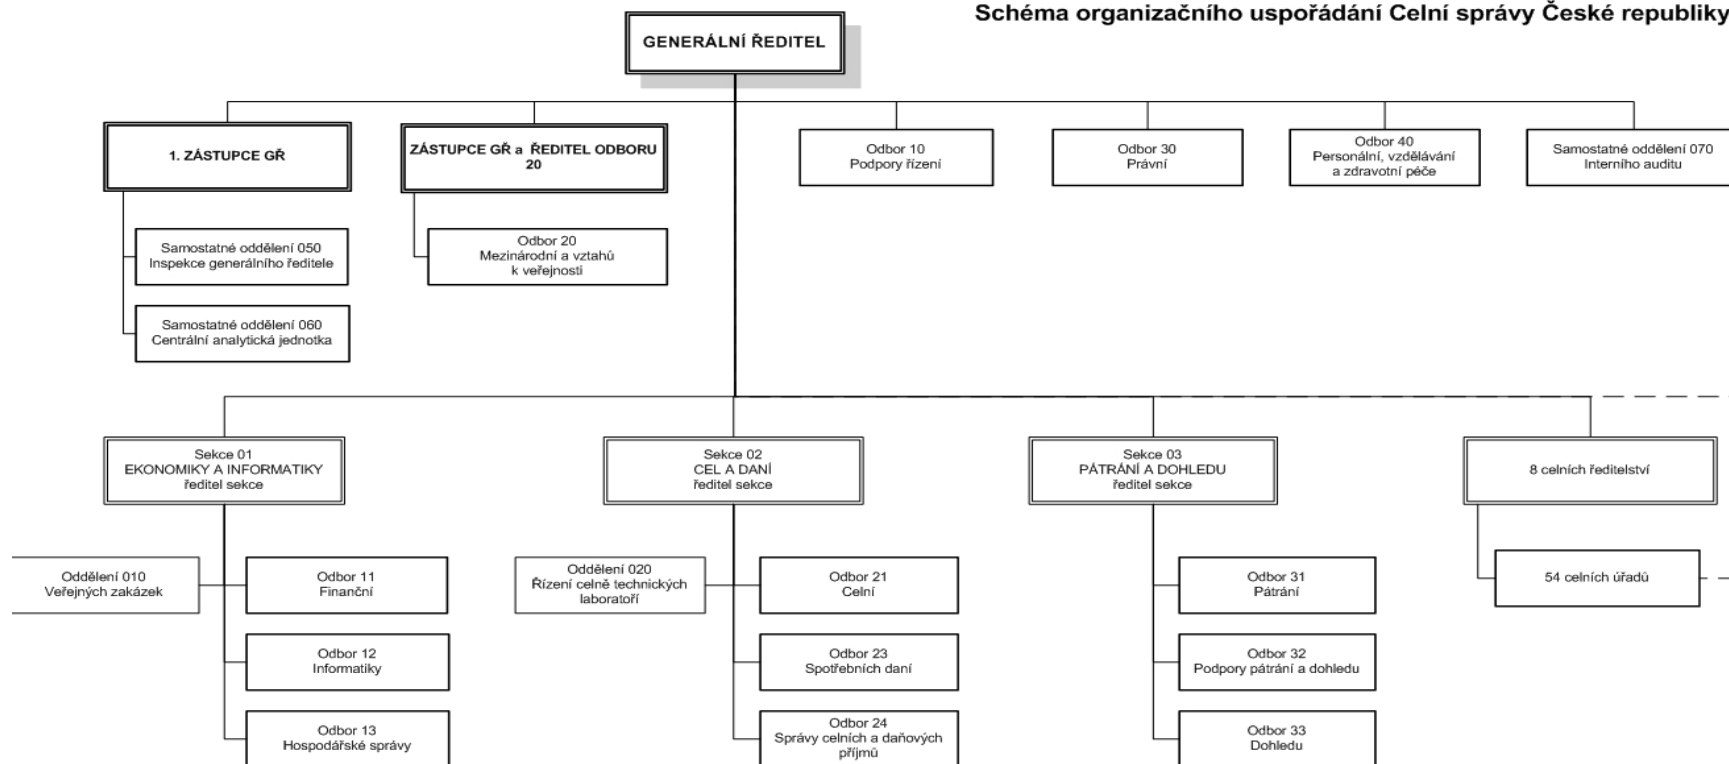 Schéma organizačního uspořádání Celní správy České republiky
GENERÁLNÍ ŘEDITEL
1. ZÁSTUPCE GŘ
ZÁSTUPCE GŘ a ŘEDITEL ODBORU
20
Odbor 10
Podpory řízení
Odbor 30
Právní
Odbor 40
Personální, vzdělávání
a zdravotní péče
Samostatné oddělení 070
Interního auditu
Samostatné oddělení 050
Inspekce generálního ředitele
Odbor 20
Mezinárodní a vztahů
k veřejnosti
Samostatné oddělení 060
Centrální analytická jednotka
Sekce 01
EKONOMIKY A INFORMATIKY
ředitel sekce
Sekce 02
CEL A DANÍ
ředitel sekce
Sekce 03
PÁTRÁNÍ A DOHLEDU
ředitel sekce
8 celních ředitelství
Oddělení 010
Veřejných zakázek
Odbor 11
Finanční
Oddělení 020
Řízení celně technických
laboratoří
Odbor 21
Celní
Odbor 31
Pátrání
54 celních úřadů
Odbor 12
Informatiky
Odbor 23
Spotřebních daní
Odbor 32
Podpory pátrání a dohledu
Odbor 13
Hospodářské správy
Odbor 24
Správy celních a daňových
příjmů
Odbor 33
Dohledu